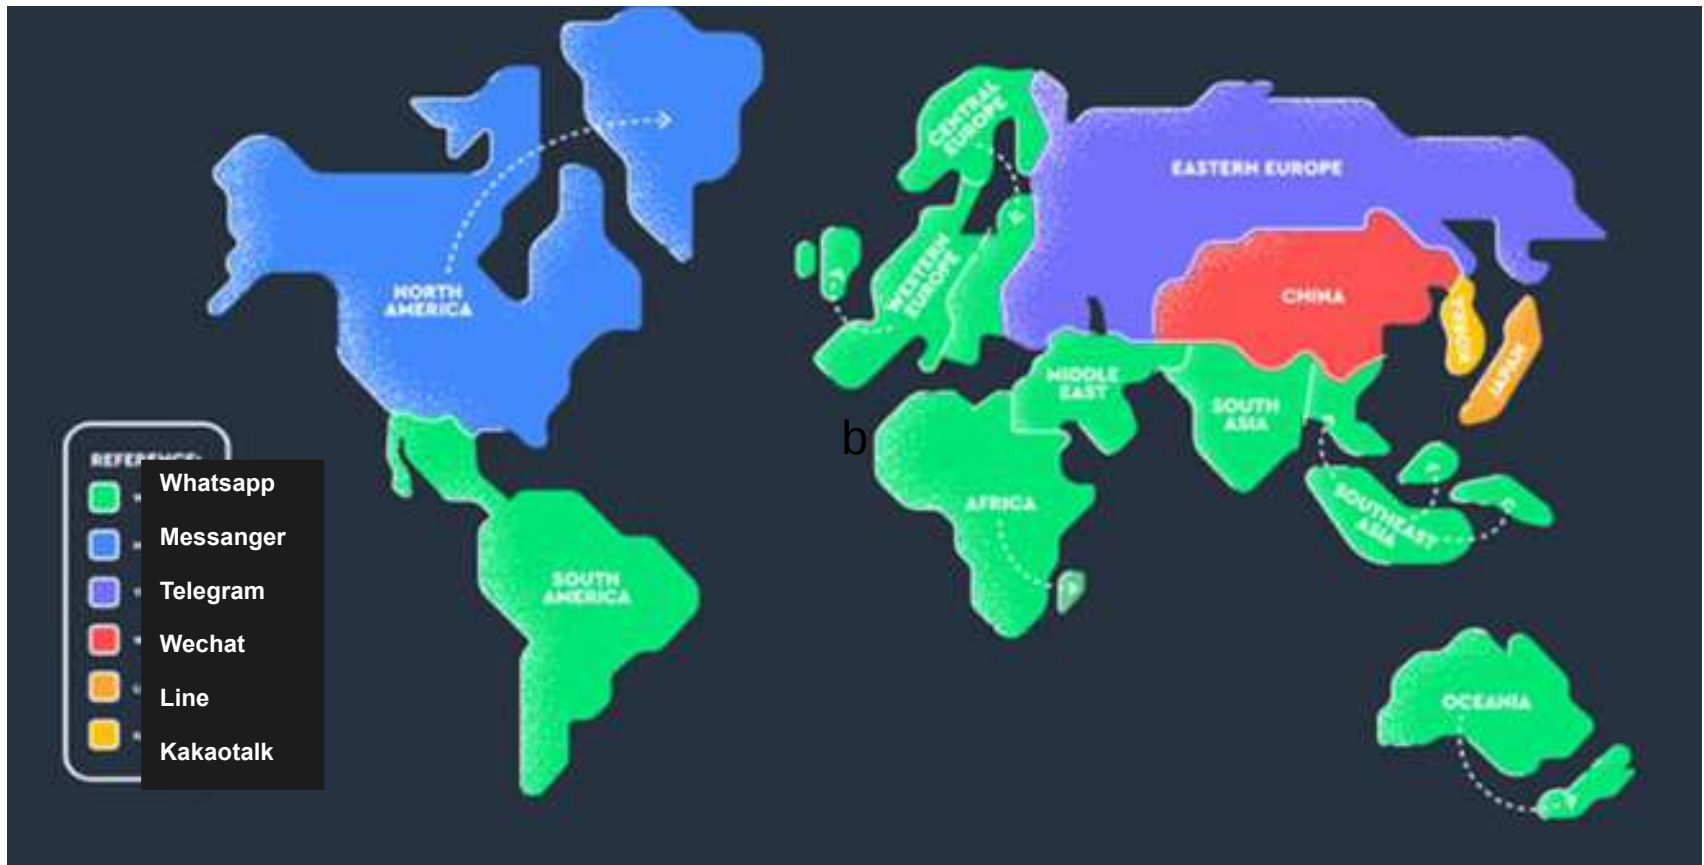 CENTRAL
EUROPE
EASTERN EUROPE
NORTH
AMERICA
WESTERN
EUROPE
CHINA
KOREA
JAPAN
MIDDLE
EAST
SOUTH
ASIA
b
REFERENCE:
Whatsapp
Messanger
Telegram
Wechat
Line
Kakaotalk
AFRICA
SOUTHEAST
ASIA
SOUTH
AMERICA
OCEANIA